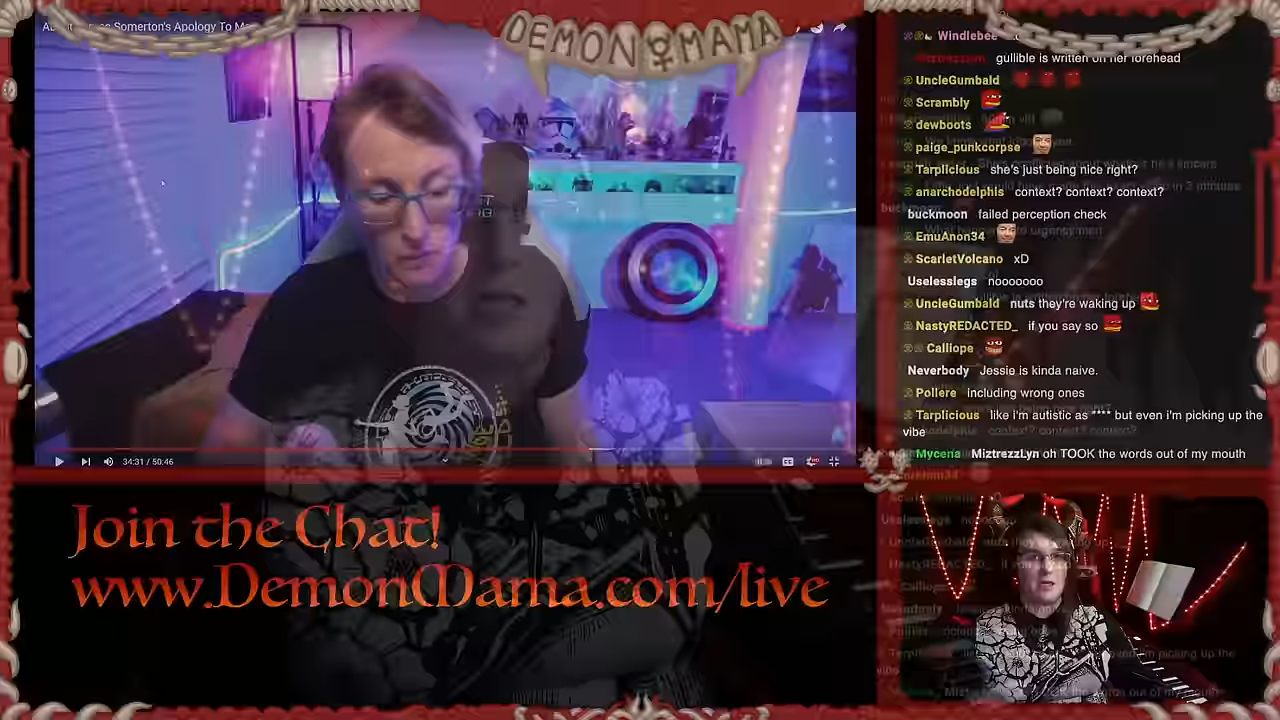 Somerton's Apology To
DEMON MAMA
Windlebee
gullible is written on her forehead
UncleGumbald
Scrambly
dewboots
paige_punkcorpse
Tarplicious she's just being nice right?
anarchodelphis context? context? context?
buckmoon failed perception check
EmuAnon34
ScarletVolcano xD
Uselesslegs nooooooo
UncleGumbald nuts they're waking up
NastyREDACTED_ if you say so
Calliope
Neverbody Jessie is kinda naive.
Pollere including wrong ones
Tarplicious like i'm autistic as **** but even i'm picking up the
vibe
Mycena MiztrezzLyn oh TOOK the words out of my mouth
34:31 / 50:46
Join the Chat!
www.DemonMama.com/live